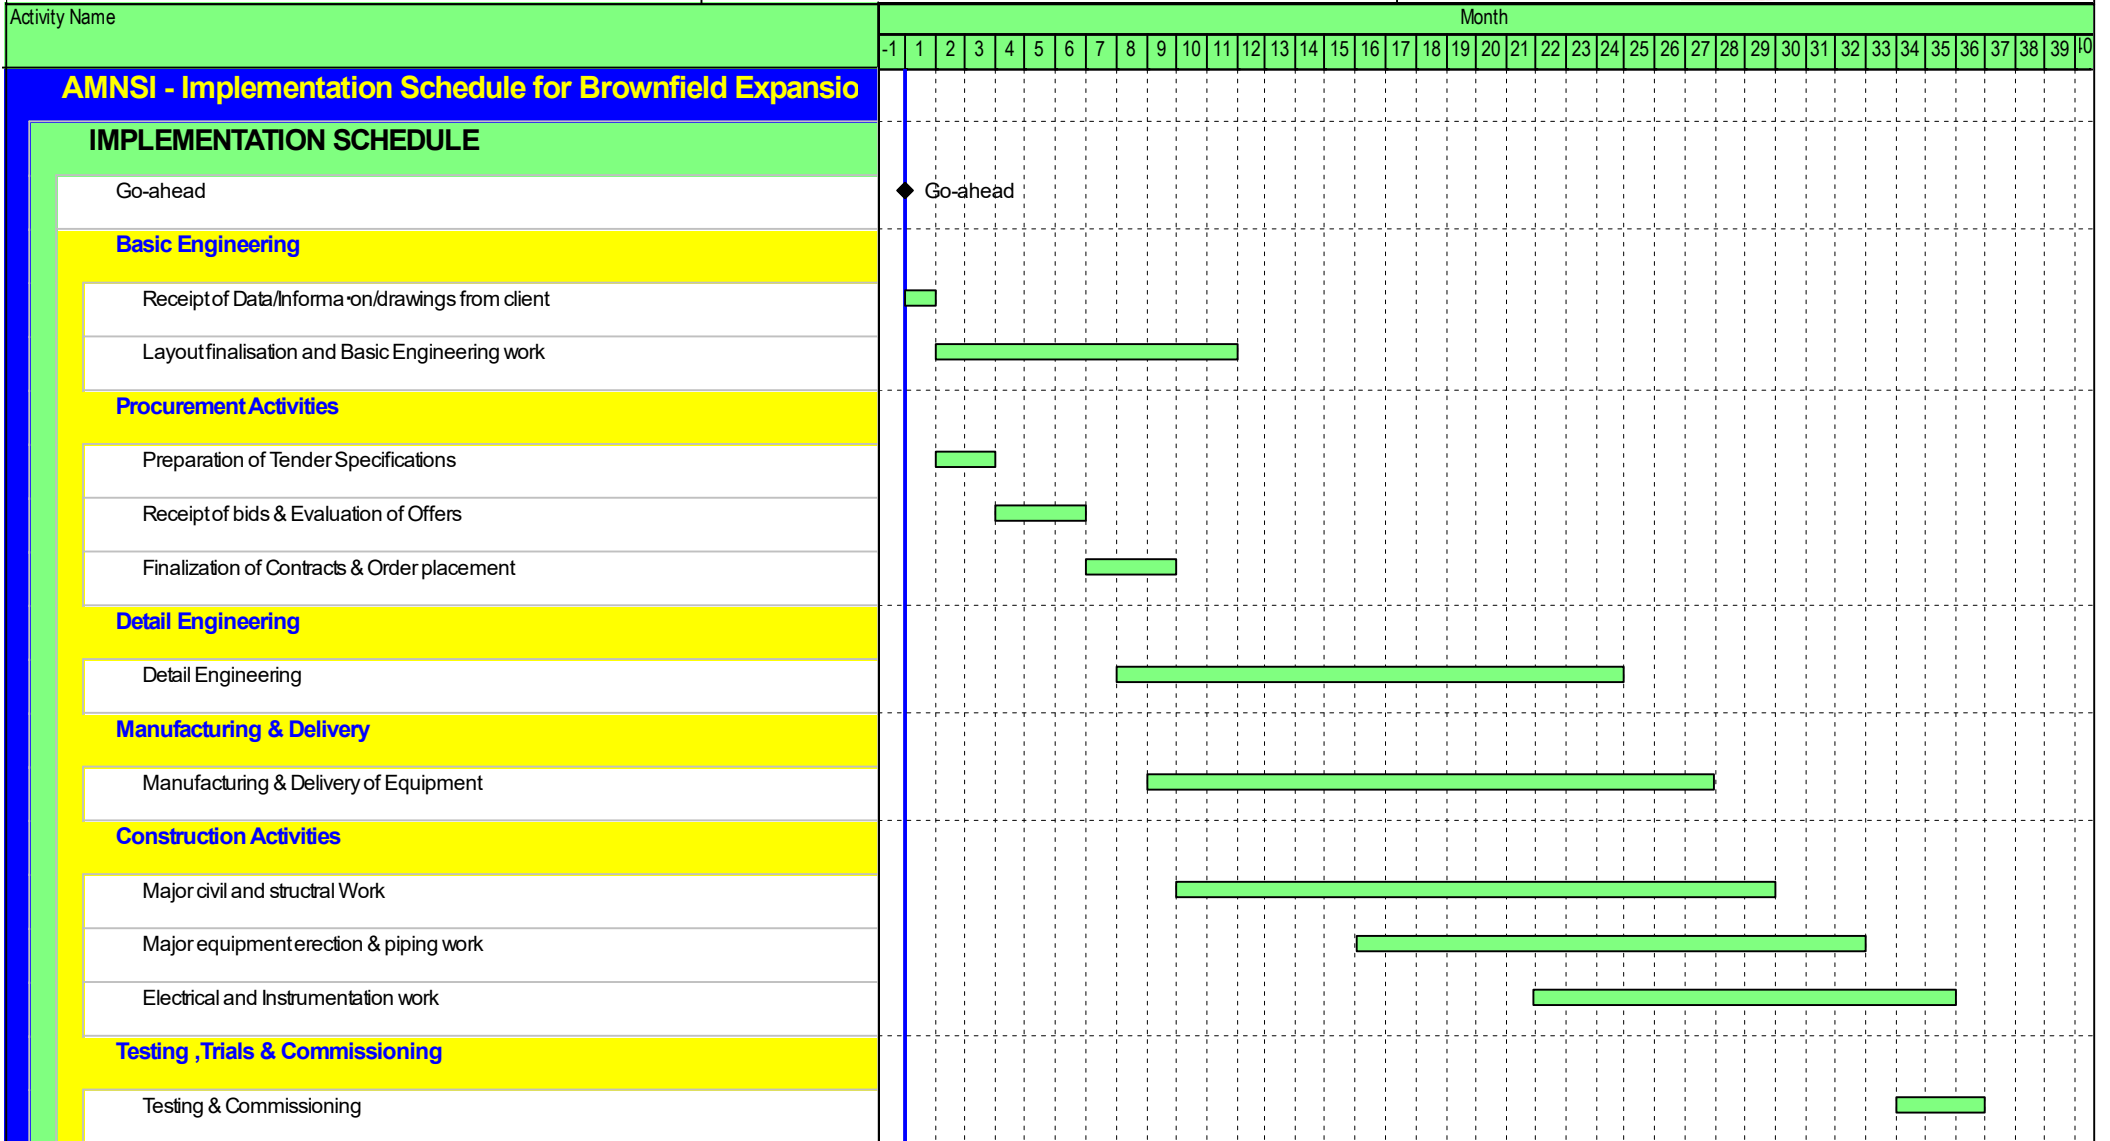 Activity Name
Month
-1 1 2 3 4 5 6 7 8 9 10 11 12 13 14 15 16 17 18 19 20 21 22 23 24 25 26 27 28 29 30 31 32 33 34 35 36 37 38 39 40
AMNSI - Implementation Schedule for Brownfield Expansio
IMPLEMENTATION SCHEDULE
Go-ahead Go-ahead
Basic Engineering
Receipt of Data/Informa•on/drawings from client
Layout finalisation and Basic Engineering work
Procurement Activities
Preparation of Tender Specifications
Receipt of bids & Evaluation of Offers
Finalization of Contracts & Order placement
Detail Engineering
Detail Engineering
Manufacturing & Delivery
Manufacturing & Delivery of Equipment
Construction Activities
Major civil and structral Work
Major equipment erection & piping work
Electrical and Instrumentation work
Testing ,Trials & Commissioning
Testing & Commissioning